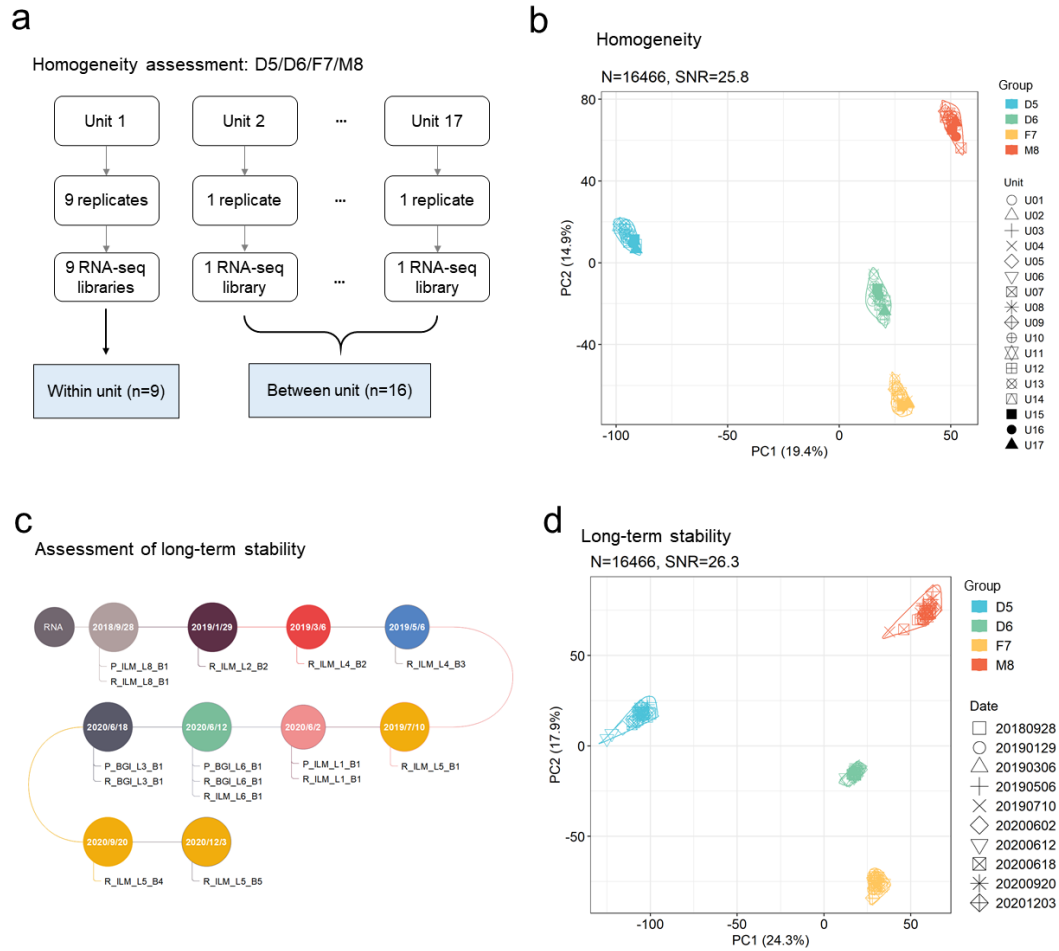 a
Homogeneity assessment: D5/D6/F7/M8
Unit 1
Unit 2
...
Unit 17
9 replicates
1 replicate
...
1 replicate
9 RNA-seq
libraries
1 RNA-seq
library
...
1 RNA-seq
library
Within unit (n=9)
Between unit (n=16)
b
Homogeneity
N=16466, SNR=25.8
80
40
0
-40
PC2 (14.9%)
-100
-50
0
50
PC1 (19.4%)
Group
D5
D6
F7
M8
Unit
U01
U02
U03
U04
U05
U06
U07
U08
U09
U10
U11
U12
U13
U14
U15
U16
U17
c
Assessment of long-term stability
RNA
2018/9/28
2019/1/29
2019/3/6
2019/5/6
P_ILM_L8_B1
R_ILM_L8_B1
R_ILM_L2_B2
R_ILM_L4_B2
R_ILM_L4_B3
2020/6/18
2020/6/12
2020/6/2
2019/7/10
P_BGI_L3_B1
R_BGI_L3_B1
P_BGI_L6_B1
R_BGI_L6_B1
R_ILM_L6_B1
P_ILM_L1_B1
R_ILM_L1_B1
R_ILM_L5_B1
2020/9/20
2020/12/3
R_ILM_L5_B4
R_ILM_L5_B5
d
Long-term stability
N=16466, SNR=26.3
50
0
-50
PC2 (17.9%)
-100
-50
0
50
PC1 (24.3%)
Group
D5
D6
F7
M8
Date
20180928
20190129
20190306
20190506
20190710
20200602
20200612
20200618
20200920
20201203